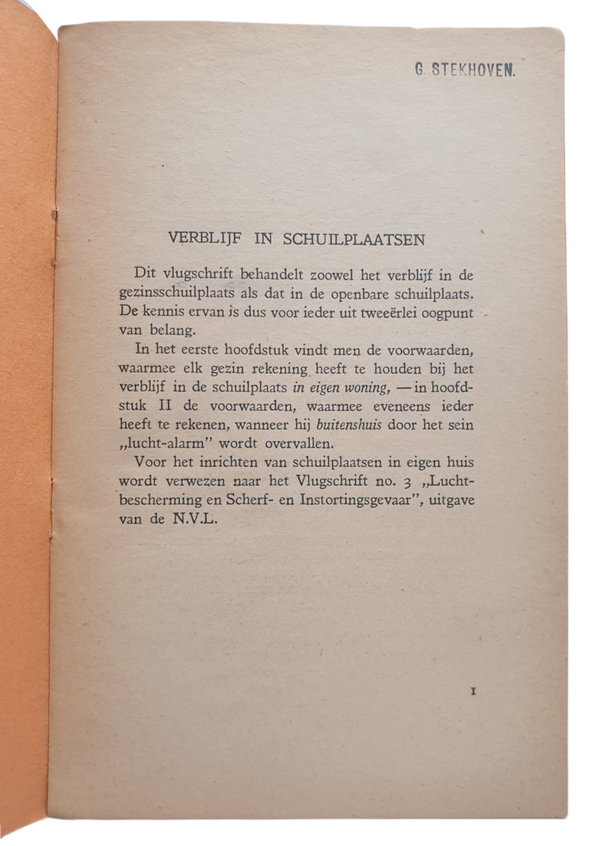 G. STEKHOVEN.
VERBLIJF IN SCHUILPLAATSEN
Dit vlugschrift behandelt zoowel het verblijf in de
gezinsschuilplaats als dat in de openbare schuilplaats.
De kennis ervan is dus voor ieder uit tweeërlei oogpunt
van belang.
In het eerste hoofdstuk vindt men de voorwaarden,
waarmee elk gezin rekening heeft te houden bij het
verblijf in de schuilplaats in eigen woning, — in hoofd-
stuk II de voorwaarden, waarmee eveneens ieder
heeft te rekenen, wanneer hij buitenshuis door het sein
„lucht-alarm” wordt overvallen.
Voor het inrichten van schuilplaatsen in eigen huis
wordt verwezen naar het Vlugschrift no. 3 „Lucht-
bescherming en Scherf- en Instortingsgevaar”, uitgave
van de N.V.L.
1